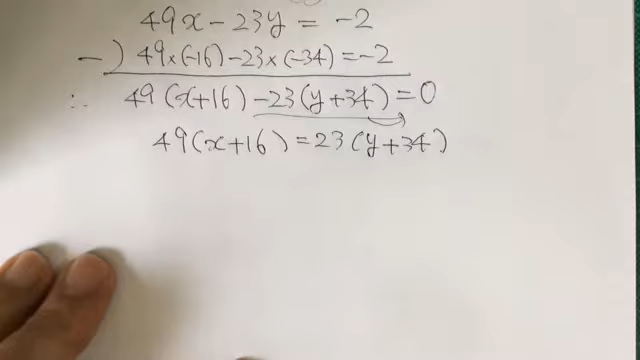 49x - 23y = -2
-) 49×(-16) - 23×(-34) = -2
∴ 49(x+16) - 23(y+34) = 0
49(x+16) = 23(y+34)